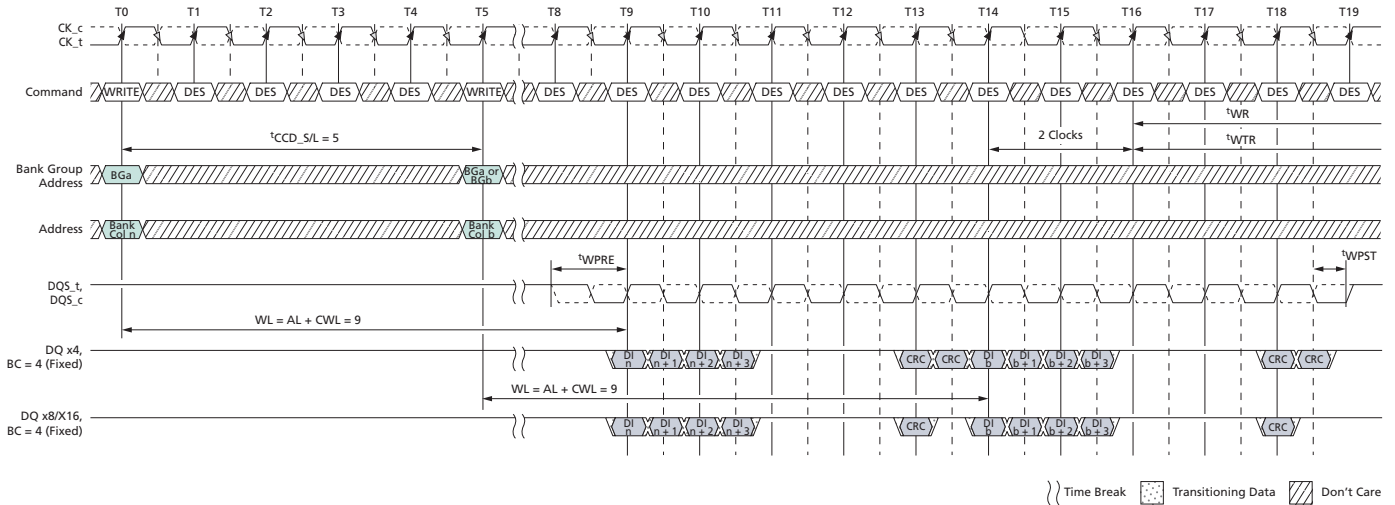 T0 T1 T2 T3 T4 T5 T8 T9 T10 T11 T12 T13 T14 T15 T16 T17 T18 T19
CK_c
CK_t
Command WRITE DES DES DES DES WRITE DES DES DES DES DES DES DES DES DES DES DES DES
tWR
tCCD_S/L = 5 2 Clocks tWTR
Bank Group
Address
BGa
BGa or
BGb
Address
Bank
Col n
Bank
Col b
tWPRE tWPST
DQS_t,
DQS_c
WL = AL + CWL = 9
DQ x4,
BC = 4 (Fixed)
DI
n
DI
n + 1
DI
n + 2
DI
n + 3
CRC CRC
DI
b
DI
b + 1
DI
b + 2
DI
b + 3
CRC CRC
WL = AL + CWL = 9
DQ x8/X16,
BC = 4 (Fixed)
DI
n
DI
n + 1
DI
n + 2
DI
n + 3
CRC
DI
b
DI
b + 1
DI
b + 2
DI
b + 3
CRC
Time Break Transitioning Data Don't Care